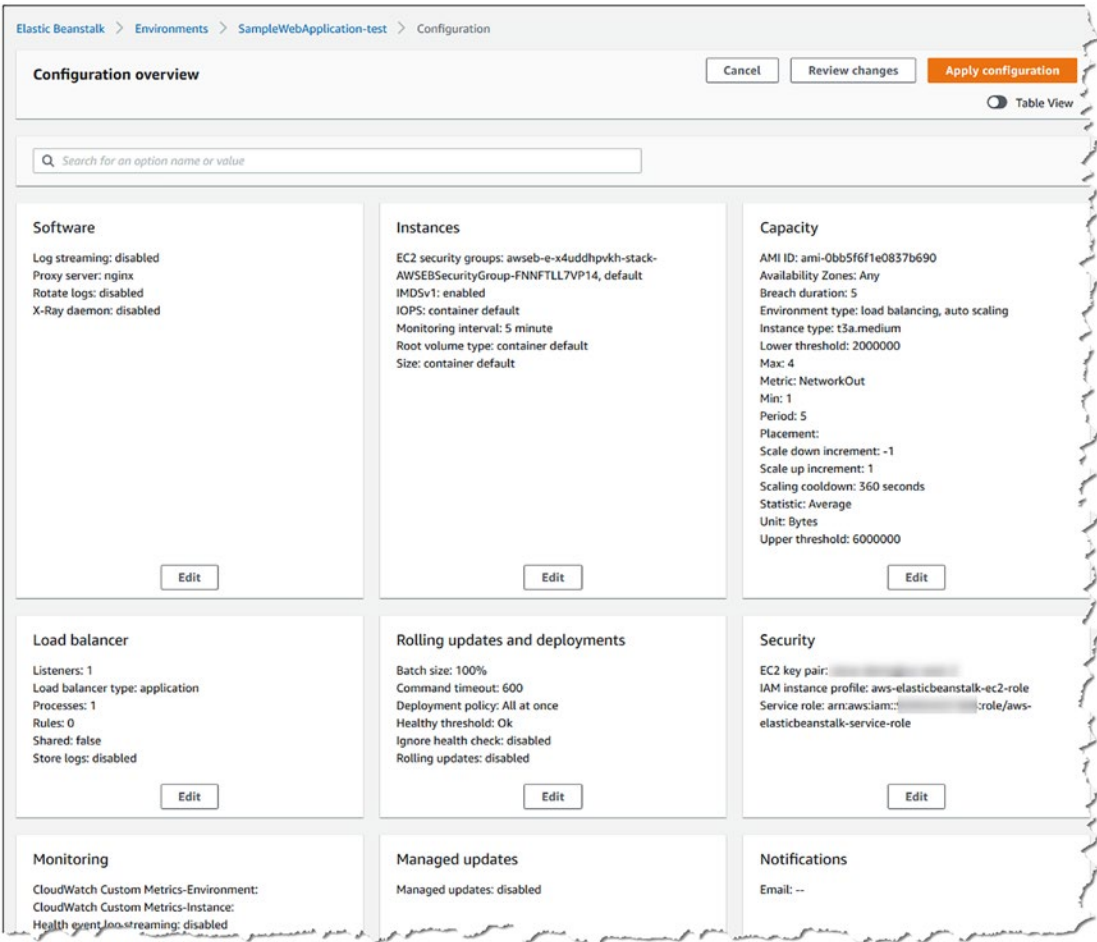 Elastic Beanstalk > Environments > SampleWebApplication-test > Configuration
Configuration overview
Cancel
Review changes
Apply configuration
Table View
Search for an option name or value
Software
Log streaming: disabled
Proxy server: nginx
Rotate logs: disabled
X-Ray daemon: disabled
Edit
Instances
EC2 security groups: awseb-e-x4uddhpvkh-stack-
AWSEBSecurityGroup-FNNFTLL7VP14, default
IMDSv1: enabled
IOPS: container default
Monitoring interval: 5 minute
Root volume type: container default
Size: container default
Edit
Capacity
AMI ID: ami-0bb5f6f1e0837b690
Availability Zones: Any
Breach duration: 5
Environment type: load balancing, auto scaling
Instance type: t3a.medium
Lower threshold: 2000000
Max: 4
Metric: NetworkOut
Min: 1
Period: 5
Placement:
Scale down increment: -1
Scale up increment: 1
Scaling cooldown: 360 seconds
Statistic: Average
Unit: Bytes
Upper threshold: 6000000
Edit
Load balancer
Listeners: 1
Load balancer type: application
Processes: 1
Rules: 0
Shared: false
Store logs: disabled
Edit
Rolling updates and deployments
Batch size: 100%
Command timeout: 600
Deployment policy: All at once
Healthy threshold: Ok
Ignore health check: disabled
Rolling updates: disabled
Edit
Security
EC2 key pair:
IAM instance profile: aws-elasticbeanstalk-ec2-role
Service role: arn:aws:iam:: :role/aws-
elasticbeanstalk-service-role
Edit
Monitoring
CloudWatch Custom Metrics-Environment:
CloudWatch Custom Metrics-Instance:
Health event log streaming: disabled
Managed updates
Managed updates: disabled
Notifications
Email: --